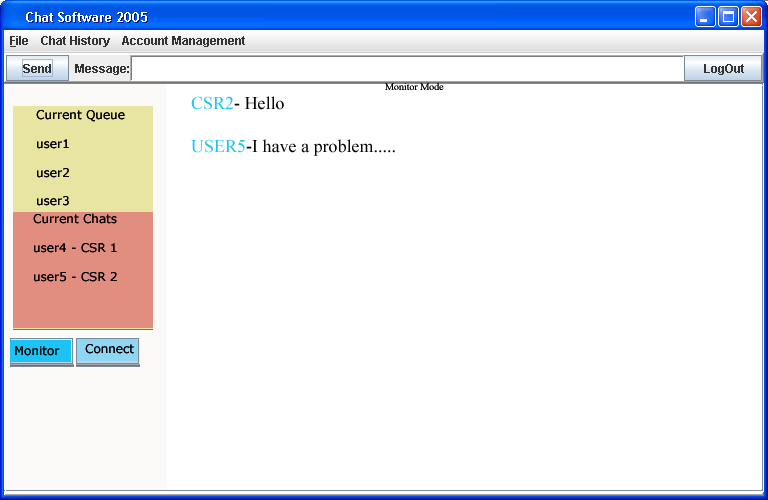 Chat Software 2005
File Chat History Account Management
Send Message: LogOut
Monitor Mode
CSR2- Hello
USER5-I have a problem.....
Current Queue
user1
user2
user3
Current Chats
user4 - CSR 1
user5 - CSR 2
Monitor Connect